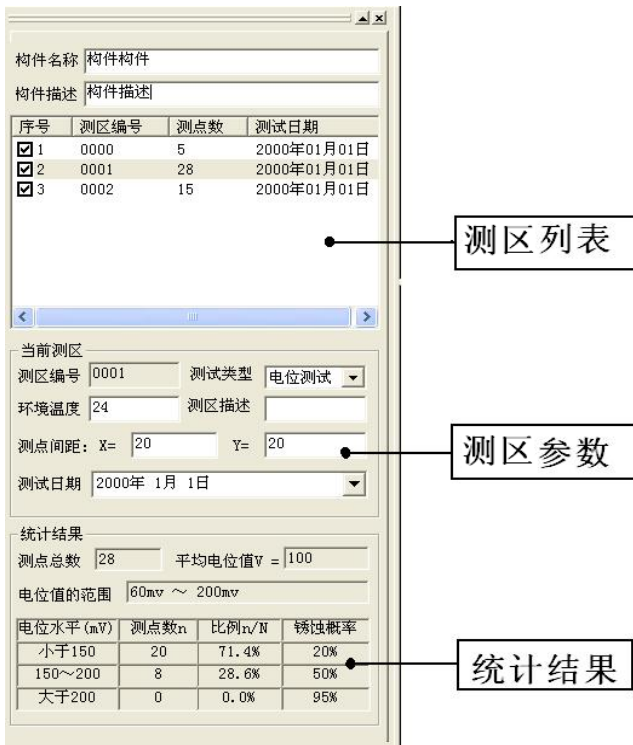 构件名称 构件构件
构件描述 构件描述
序号 测区编号 测点数 测试日期
1 0000 5 2000年01月01日
2 0001 28 2000年01月01日
3 0002 15 2000年01月01日
测区列表
当前测区
测区编号 0001 测试类型 电位测试
环境温度 24 测区描述
测点间距: X= 20 Y= 20
测区参数
测试日期 2000年 1月 1日
统计结果
测点总数 28 平均电位值V = 100
电位值的范围 60mv ~ 200mv
电位水平(mV) 测点数n 比例n/N 锈蚀概率
小于150 20 71.4% 20%
150~200 8 28.6% 50%
大于200 0 0.0% 95%
统计结果